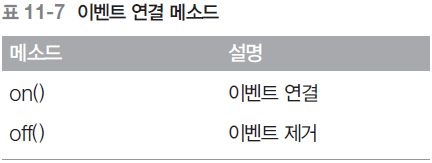 표 11-7 이벤트 연결 메소드
메소드 설명
on() 이벤트 연결
off() 이벤트 제거